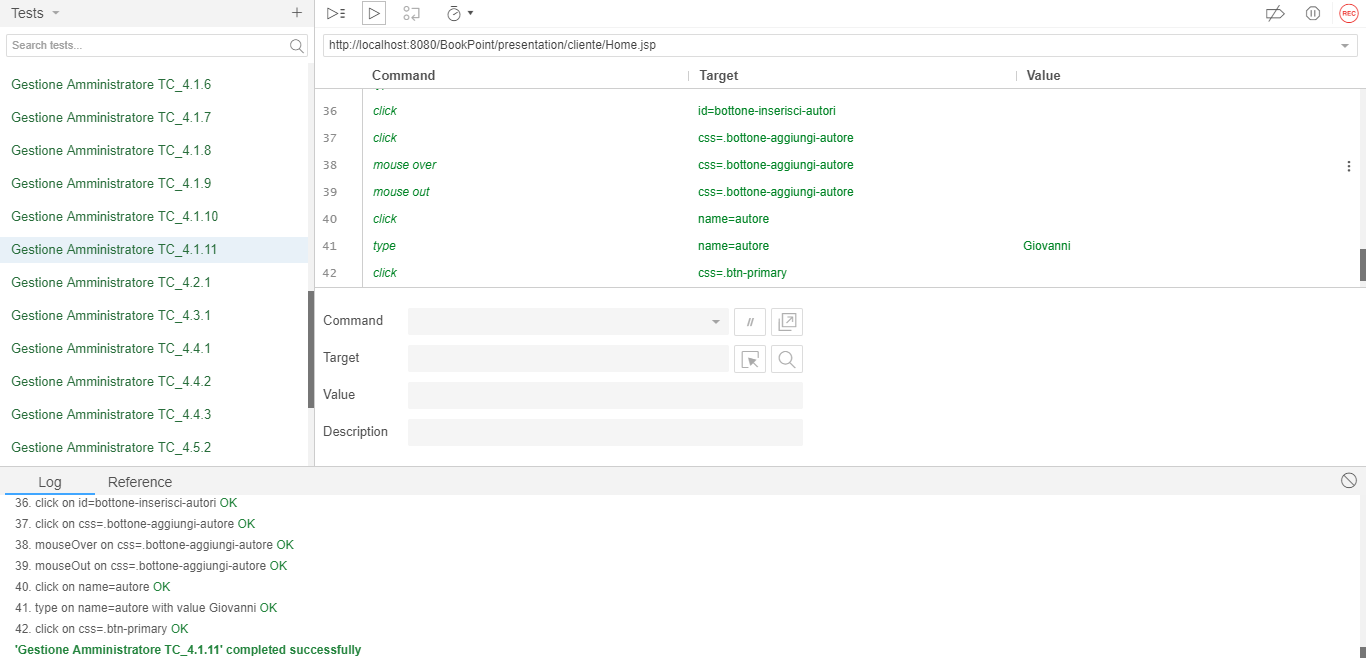 Tests
Search tests...
Gestione Amministratore TC_4.1.6
Gestione Amministratore TC_4.1.7
Gestione Amministratore TC_4.1.8
Gestione Amministratore TC_4.1.9
Gestione Amministratore TC_4.1.10
Gestione Amministratore TC_4.1.11
Gestione Amministratore TC_4.2.1
Gestione Amministratore TC_4.3.1
Gestione Amministratore TC_4.4.1
Gestione Amministratore TC_4.4.2
Gestione Amministratore TC_4.4.3
Gestione Amministratore TC_4.5.2
REC
http://localhost:8080/BookPoint/presentation/cliente/Home.jsp
Command Target Value
36 click id=bottone-inserisci-autori
37 click css=.bottone-aggiungi-autore
38 mouse over css=.bottone-aggiungi-autore
39 mouse out css=.bottone-aggiungi-autore
40 click name=autore
41 type name=autore Giovanni
42 click css=.btn-primary
Command //
Target
Value
Description
Log Reference
36. click on id=bottone-inserisci-autori OK
37. click on css=.bottone-aggiungi-autore OK
38. mouseOver on css=.bottone-aggiungi-autore OK
39. mouseOut on css=.bottone-aggiungi-autore OK
40. click on name=autore OK
41. type on name=autore with value Giovanni OK
42. click on css=.btn-primary OK
'Gestione Amministratore TC_4.1.11' completed successfully